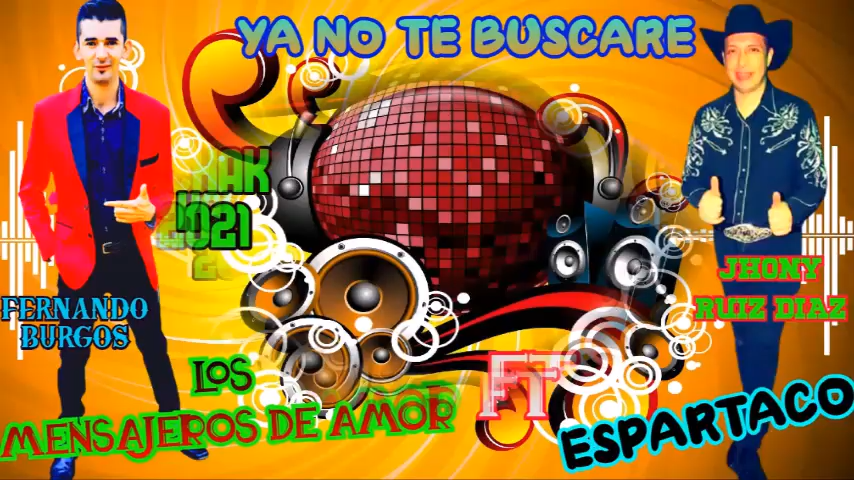 YA NO TE BUSCARE
2021
FERNANDO
BURGOS
JHONY
RUIZ DIAZ
LOS
MENSAJEROS DE AMOR
FT
ESPARTACO